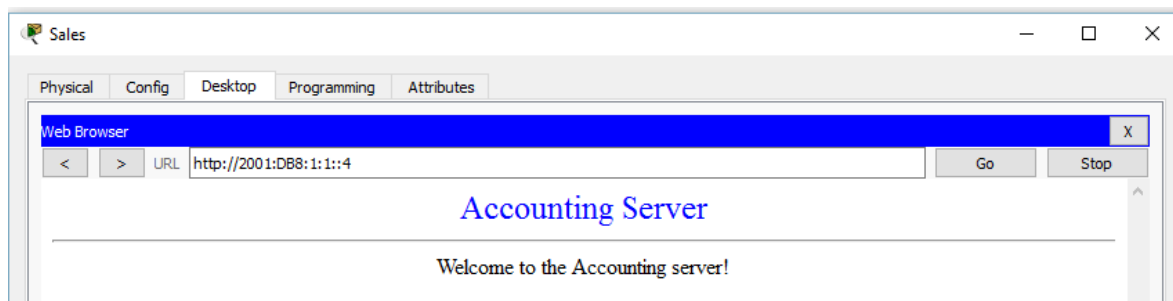 Sales
Physical Config Desktop Programming Attributes
Web Browser X
< > URL http://2001:DB8:1:1::4 Go Stop
Accounting Server
Welcome to the Accounting server!